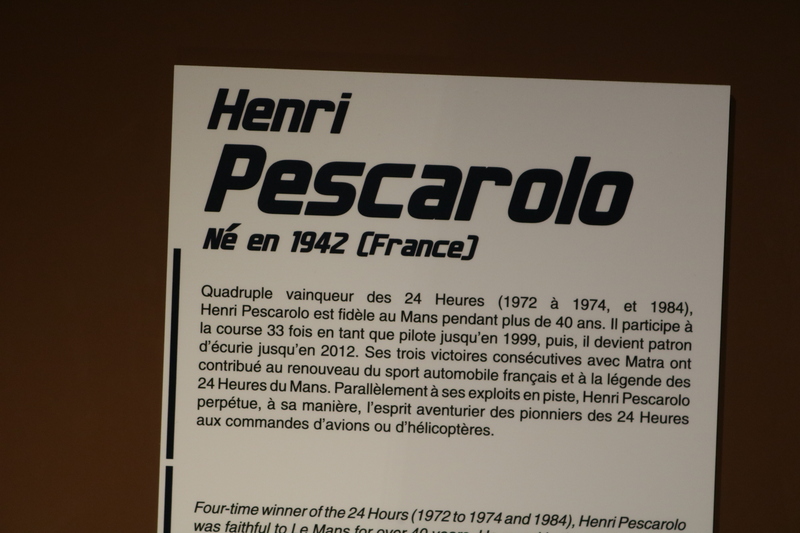 Henri
Pescarolo
Né en 1942 (France)
Quadruple vainqueur des 24 Heures (1972 à 1974, et 1984),
Henri Pescarolo est fidèle au Mans pendant plus de 40 ans. Il participe à
la course 33 fois en tant que pilote jusqu'en 1999, puis, il devient patron
d'écurie jusqu'en 2012. Ses trois victoires consécutives avec Matra ont
contribué au renouveau du sport automobile français et à la légende des
24 Heures du Mans. Parallèlement à ses exploits en piste, Henri Pescarolo
perpétue, à sa manière, l'esprit aventurier des pionniers des 24 Heures
aux commandes d'avions ou d'hélicoptères.
Four-time winner of the 24 Hours (1972 to 1974 and 1984), Henri Pescarolo
was faithful to Le Mans for over 40 years.